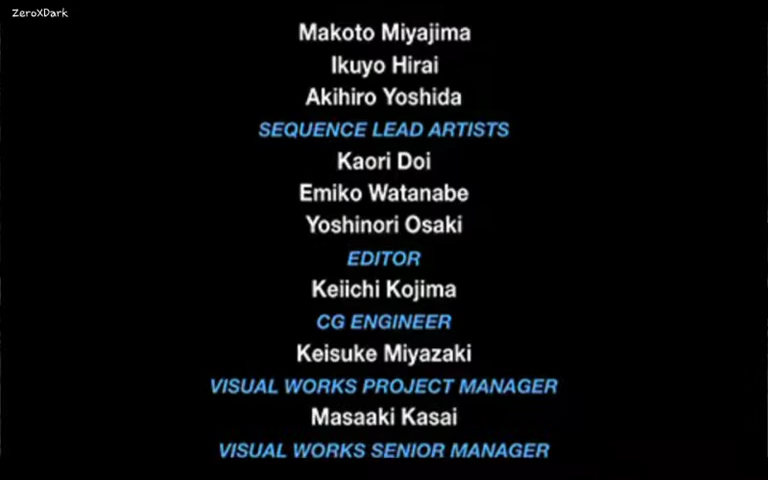 ZeroXDark
Makoto Miyajima
Ikuyo Hirai
Akihiro Yoshida
SEQUENCE LEAD ARTISTS
Kaori Doi
Emiko Watanabe
Yoshinori Osaki
EDITOR
Keiichi Kojima
CG ENGINEER
Keisuke Miyazaki
VISUAL WORKS PROJECT MANAGER
Masaaki Kasai
VISUAL WORKS SENIOR MANAGER